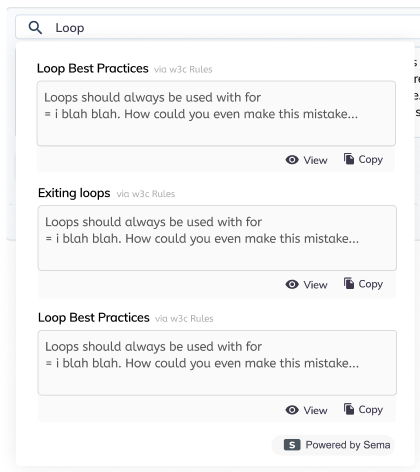 Loop
Loop Best Practices via w3c Rules
Loops should always be used with for
= i blah blah. How could you even make this mistake...
View Copy
Exiting loops via w3c Rules
Loops should always be used with for
= i blah blah. How could you even make this mistake...
View Copy
Loop Best Practices via w3c Rules
Loops should always be used with for
= i blah blah. How could you even make this mistake...
View Copy
S Powered by Sema